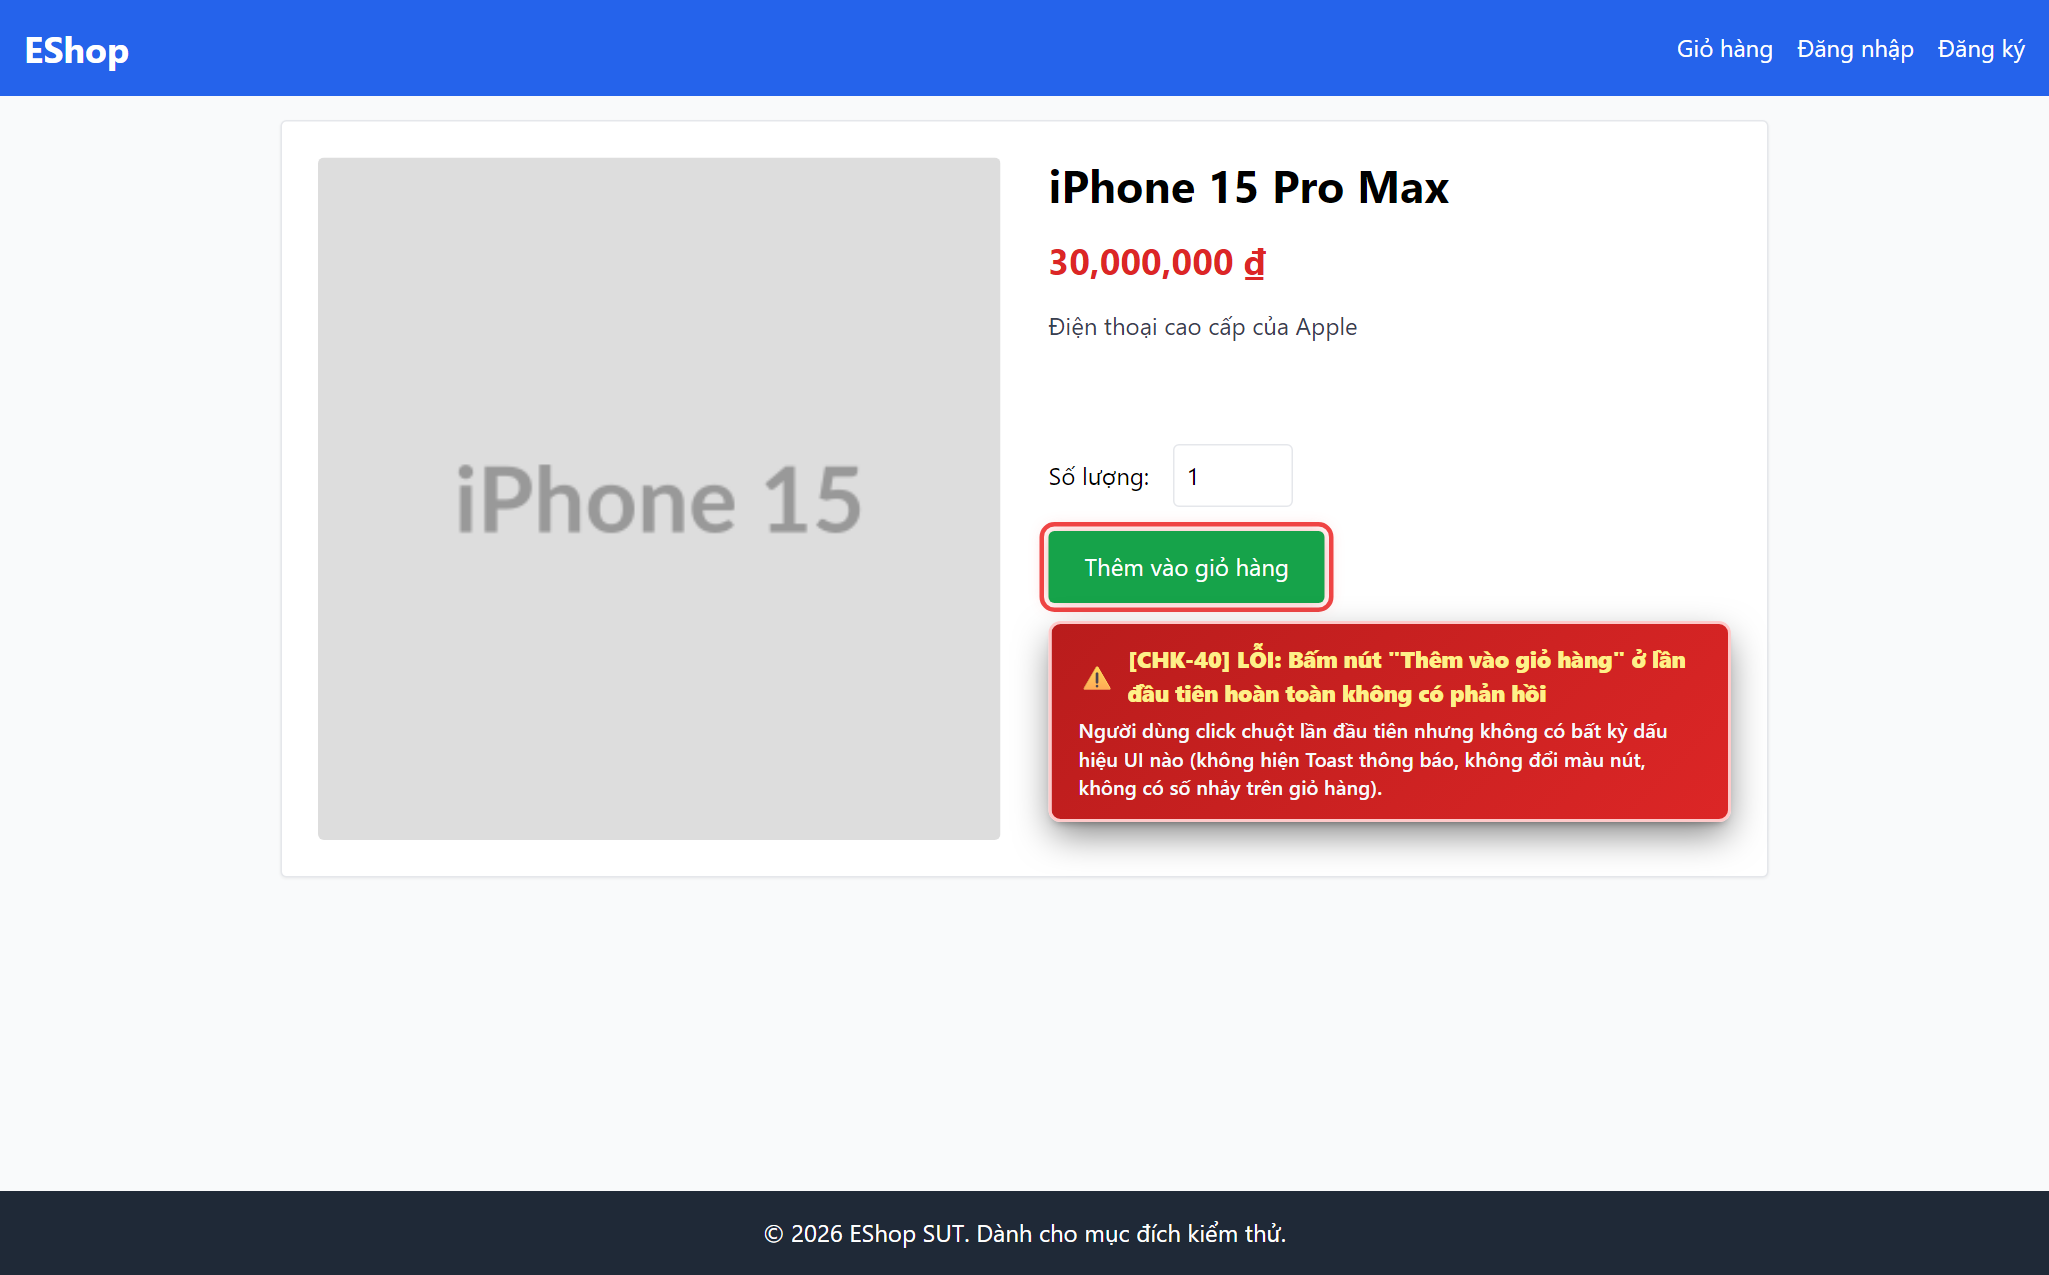 EShop
Giỏ hàng
Đăng nhập
Đăng ký
iPhone 15
iPhone 15 Pro Max
30,000,000 ₫
Điện thoại cao cấp của Apple
Số lượng:
1
Thêm vào giỏ hàng
[CHK-40] LỖI: Bấm nút "Thêm vào giỏ hàng" ở lần
đầu tiên hoàn toàn không có phản hồi
Người dùng click chuột lần đầu tiên nhưng không có bất kỳ dấu
hiệu UI nào (không hiện Toast thông báo, không đổi màu nút,
không có số nhảy trên giỏ hàng).
© 2026 EShop SUT. Dành cho mục đích kiểm thử.